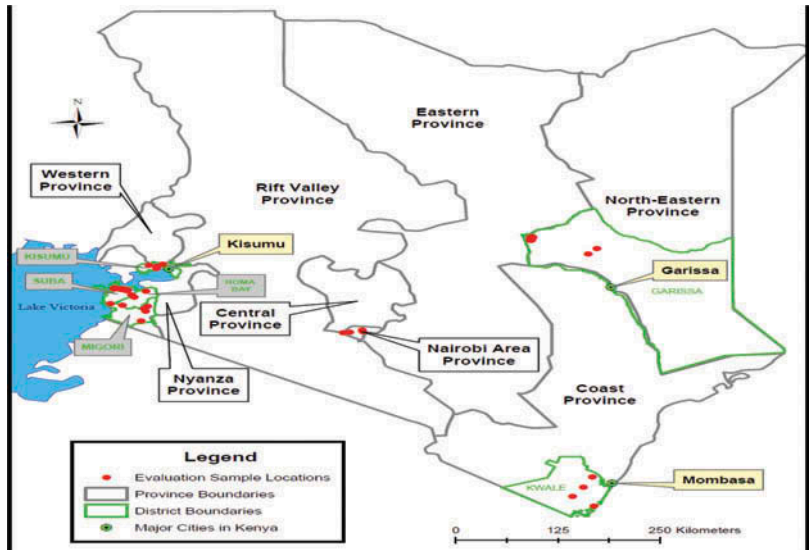 Eastern
Province
N
Western
Province
Rift Valley
Province
North-Eastern
Province
KISUMU
Kisumu
SUBA
HOMA
BAY
Garissa
GARISSA
Lake Victoria
Central
Province
MIGORI
Nairobi Area
Province
Nyanza
Province
Coast
Province
Legend
Evaluation Sample Locations
Province Boundaries
District Boundaries
Major Cities in Kenya
KWALE
Mombasa
0 125 250 Kilometers